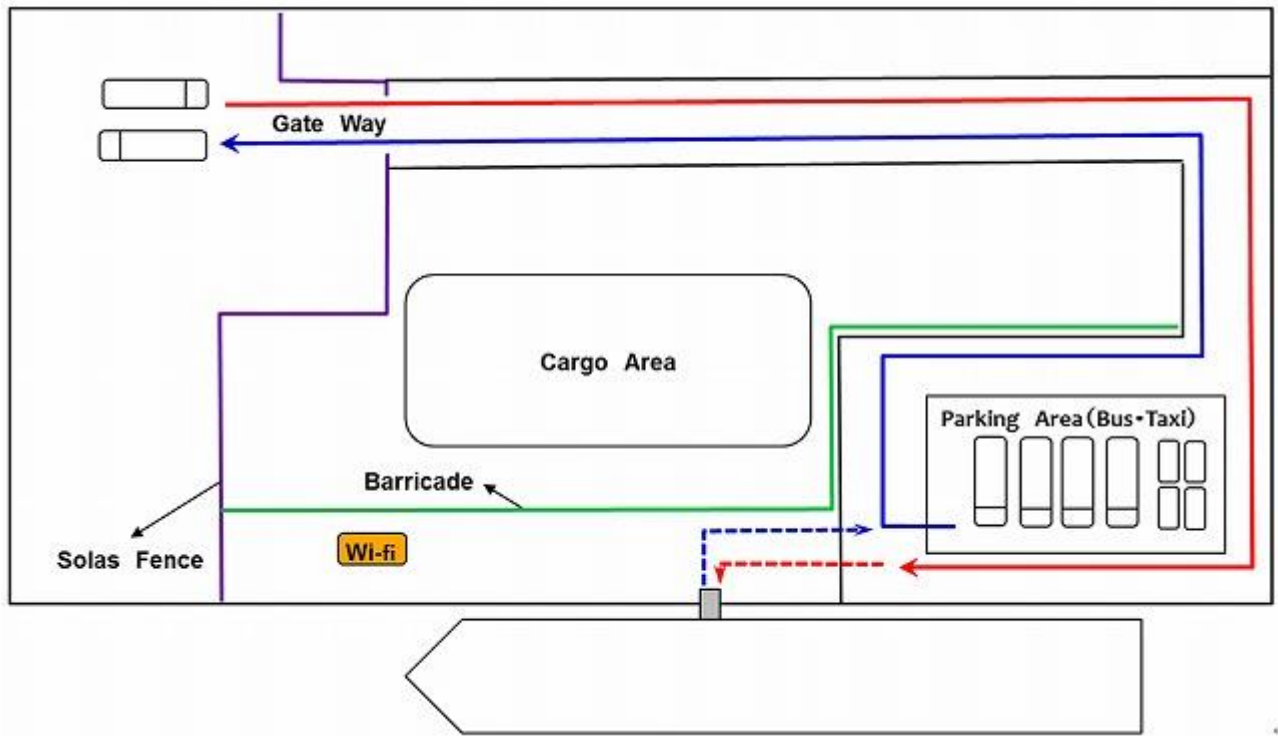 Gate Way
Cargo Area
Parking Area(Bus・Taxi)
Barricade
Wi-fi
Solas Fence